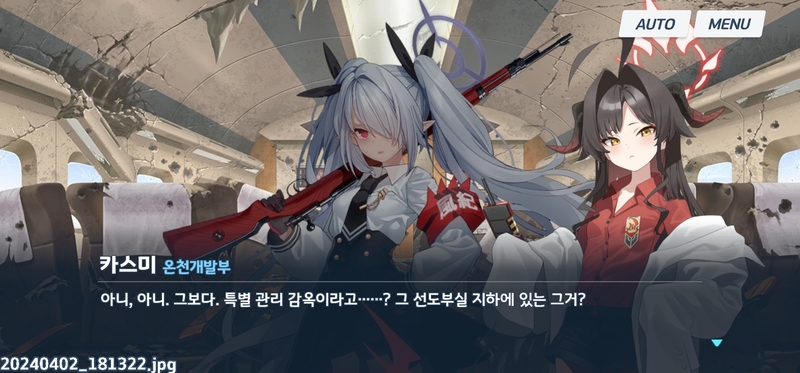 AUTO MENU
風紀
카스미 온천개발부
아니, 아니. 그보다. 특별 관리 감옥이라고……? 그 선도부실 지하에 있는 그거?
20240402_181322.jpg